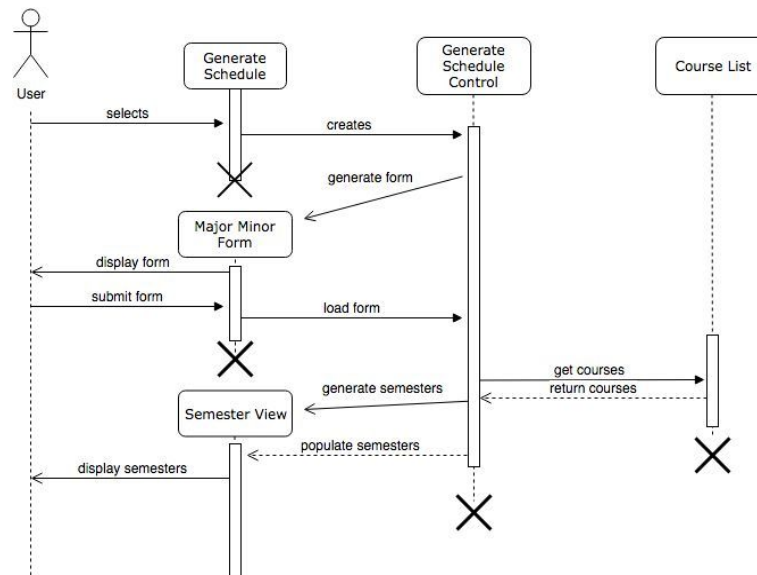 Generate
Schedule
Generate
Schedule
Control
Course List
User
selects
creates
generate form
Major Minor
Form
display form
submit form
load form
get courses
generate semesters
return courses
Semester View
populate semesters
display semesters